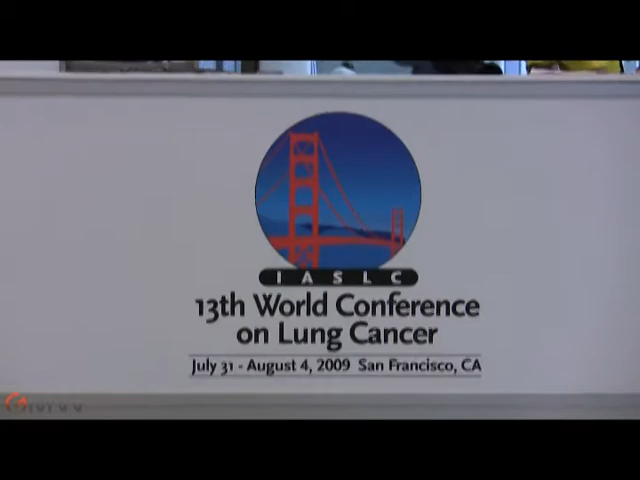 IASLC
13th World Conference
on Lung Cancer
July 31 - August 4, 2009 San Francisco, CA